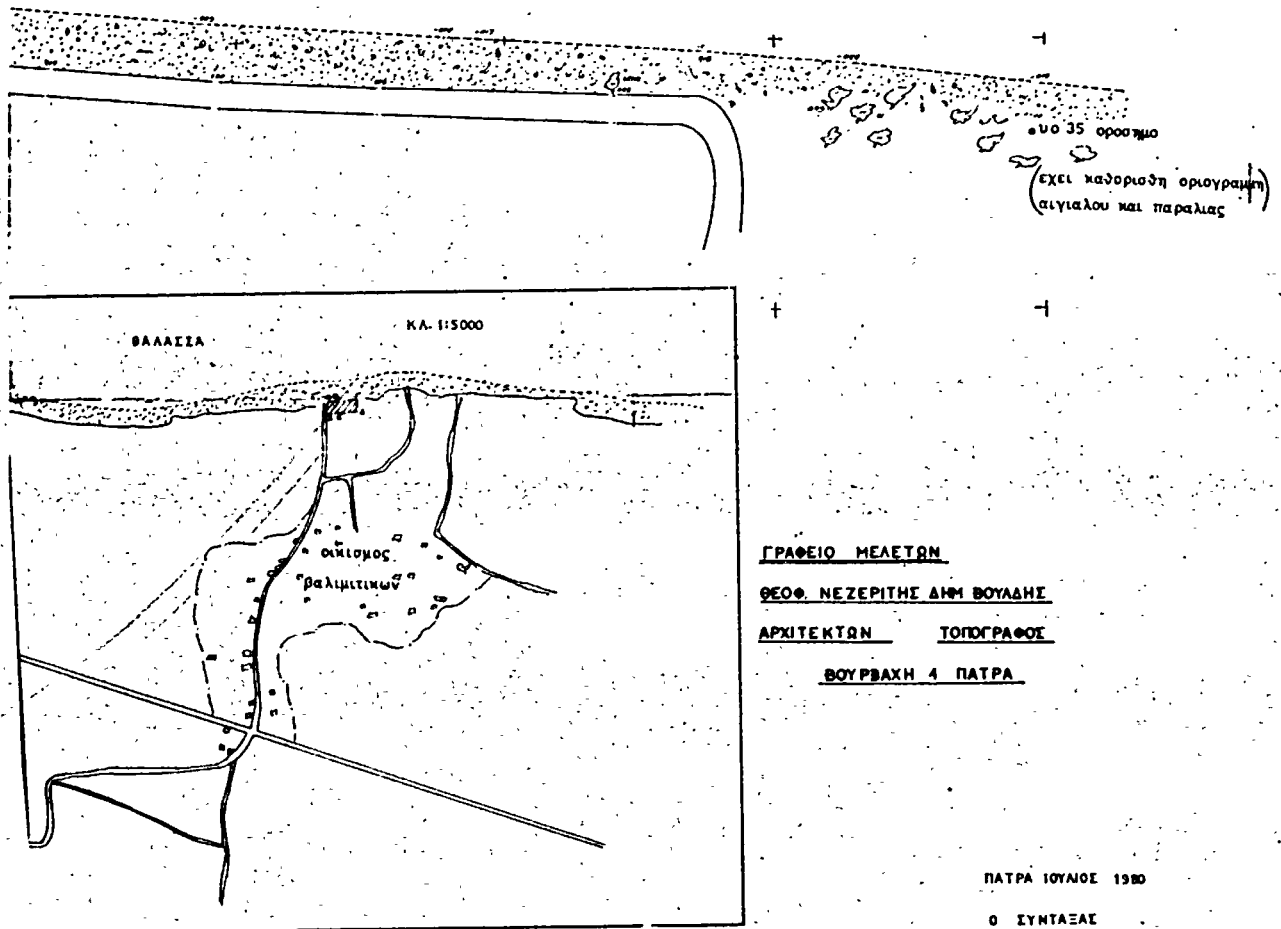 υο 35 οροσημο
(εχει καθορισθη οριογραμμη
αιγιαλου και παραλιας)
ΘΑΛΑΣΣΑ
ΚΛ. 1:5000
οικισμος
βαλιμιτικων
ΓΡΑΦΕΙΟ ΜΕΛΕΤΩΝ
ΘΕΟΦ. ΝΕΖΕΡΙΤΗΣ ΔΗΜ ΒΟΥΛΔΗΣ
ΑΡΧΙΤΕΚΤΩΝ ΤΟΠΟΓΡΑΦΟΣ
ΒΟΥΡΒΑΧΗ 4 ΠΑΤΡΑ
ΠΑΤΡΑ ΙΟΥΛΙΟΣ 1980
Ο ΣΥΝΤΑΞΑΣ